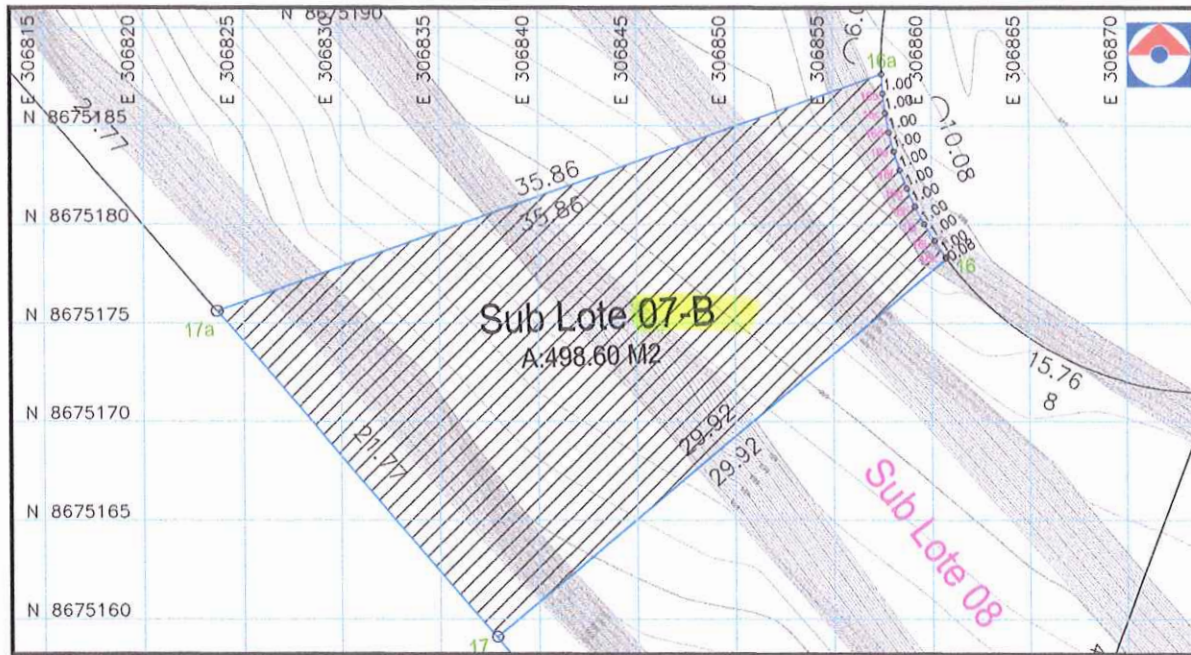 N 8675190
E 306815
E 306820
E 306825
E 306830
E 306835
E 306840
E 306845
E 306850
E 306855
E 306860
E 306865
E 306870
16a
N 8675185
N 8675180
N 8675175
N 8675170
N 8675165
N 8675160
35.86
35.86
1.00
1.00
1.00
1.00
1.00
1.00
1.00
1.00
1.00
1.00
0.08
10.08
16
17a
Sub Lote 07-B
A:498.60 M2
15.76
8
21.77
29.92
29.92
Sub Lote 08
17